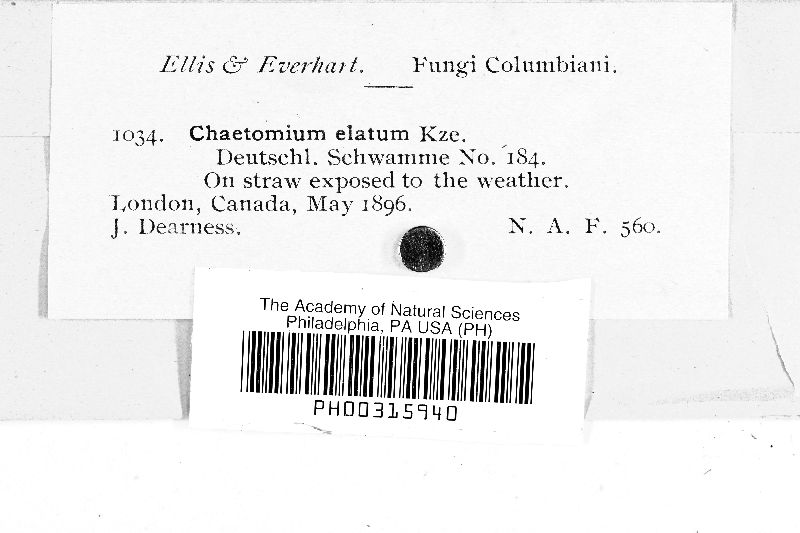 Ellis & Everhart. Fungi Columbiani.
1034. Chaetomium elatum Kze.
Deutschl. Schwamme No. 184.
On straw exposed to the weather.
London, Canada, May 1896.
J. Dearness. N. A. F. 560.
The Academy of Natural Sciences
Philadelphia, PA USA (PH)
PH00315940